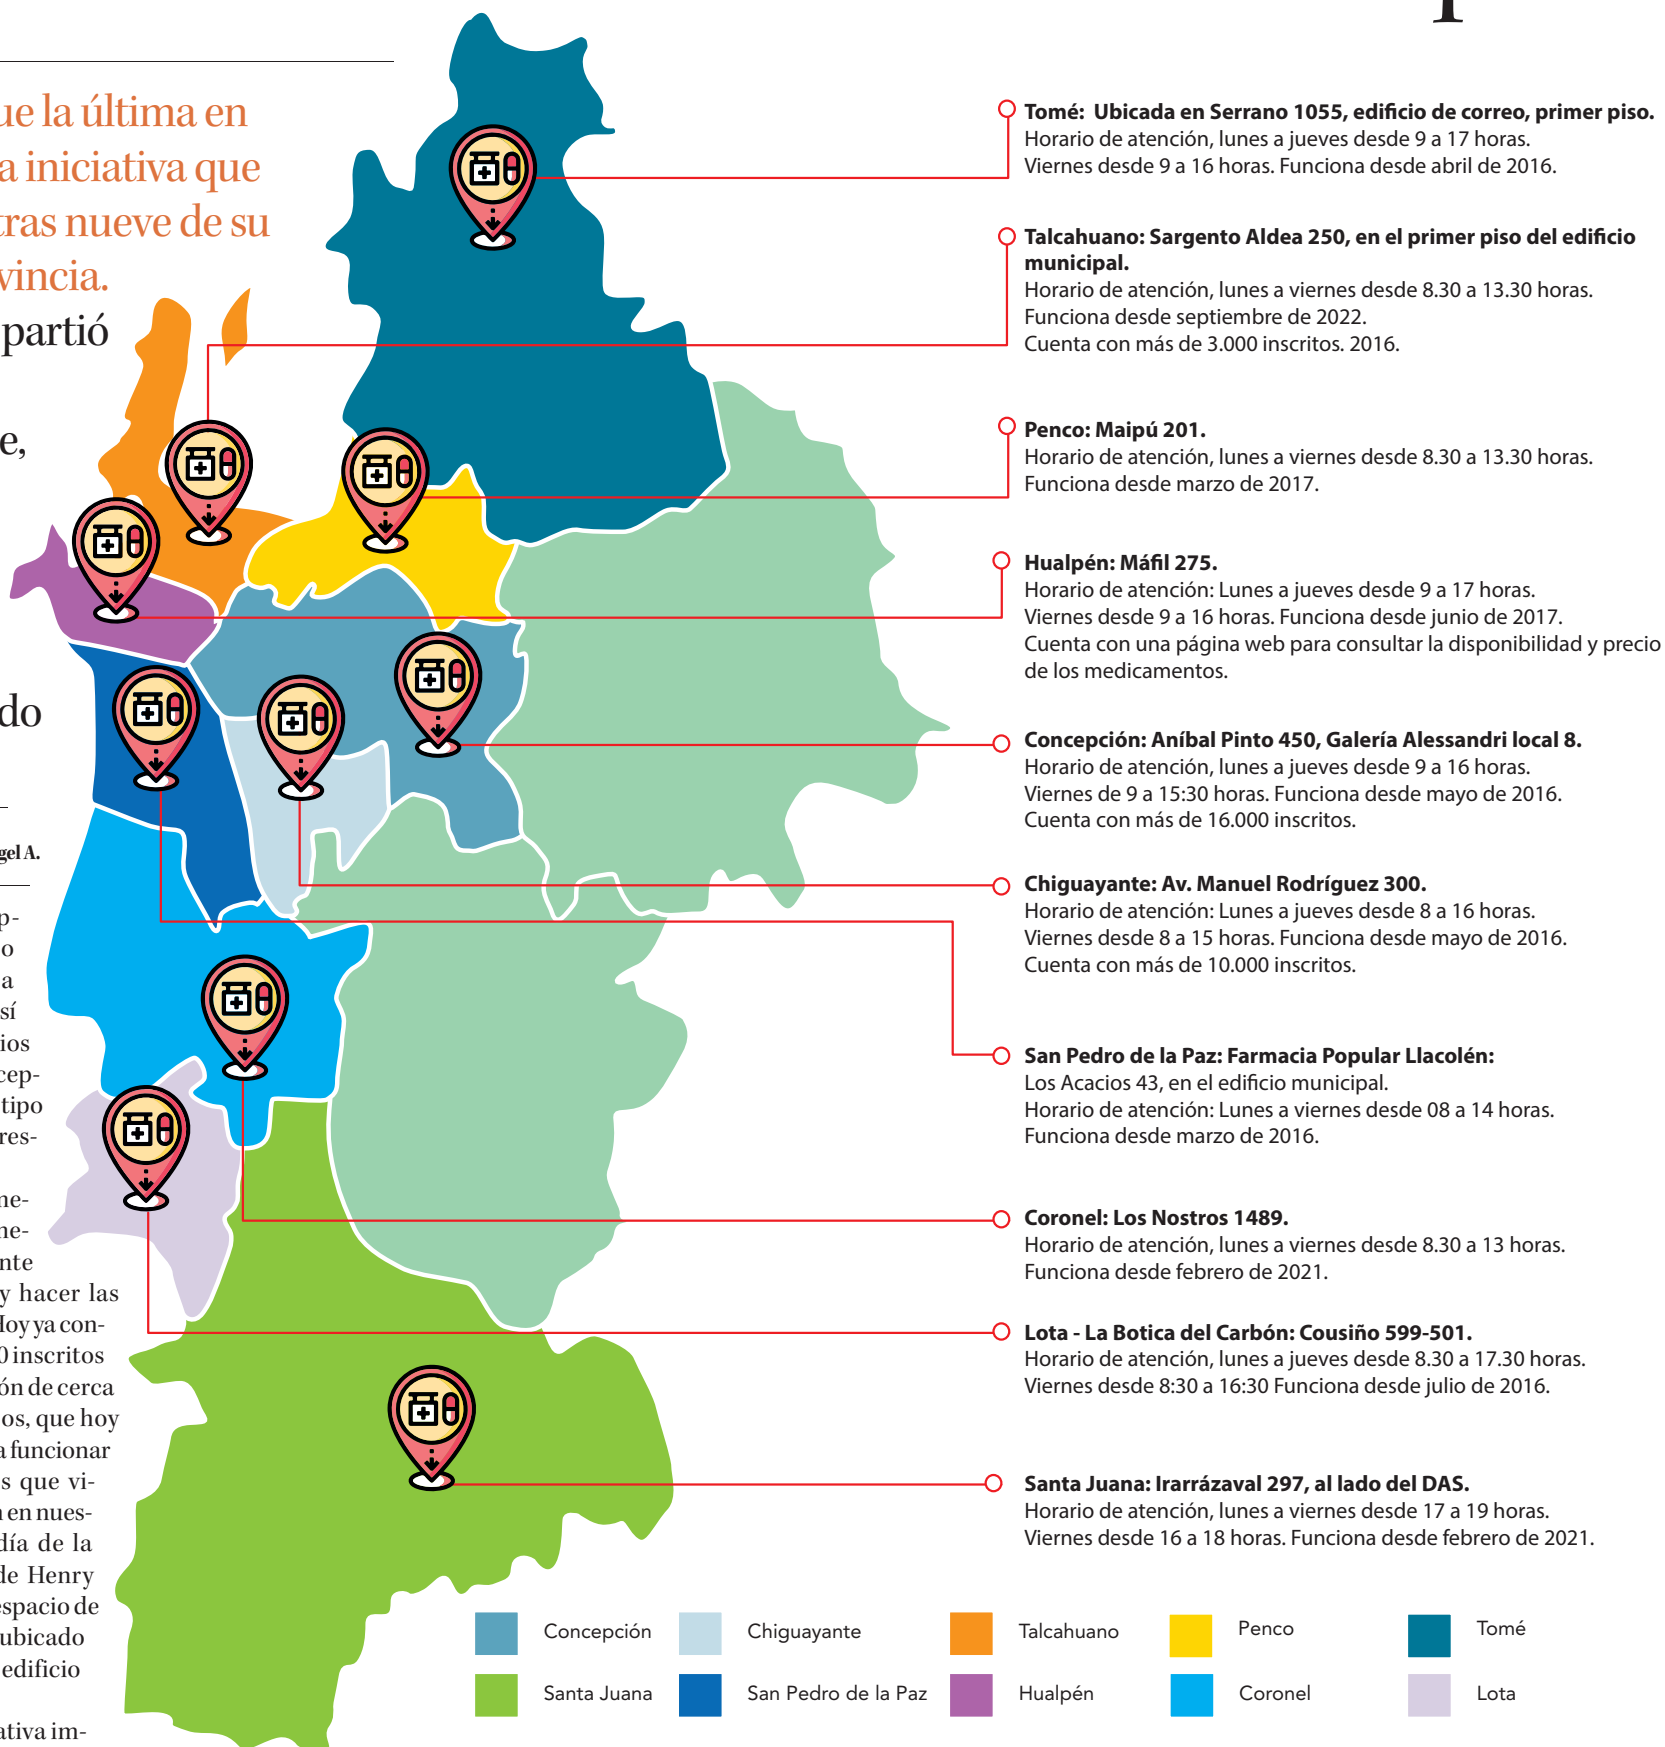 ue la última en
a iniciativa que
tras nueve de su
vincia.
partió
e,
do
gel A.
p-
o
a
sí
ios
cep-
tipo
res-
ne-
ne-
nte
y hacer las
Hoy ya con-
0 inscritos
ón de cerca
os, que hoy
a funcionar
s que vi-
n en nues-
día de la
de Henry
espacio de
ubicado
edificio
ativa im-
Tomé: Ubicada en Serrano 1055, edificio de correo, primer piso.
Horario de atención, lunes a jueves desde 9 a 17 horas.
Viernes desde 9 a 16 horas. Funciona desde abril de 2016.
Talcahuano: Sargento Aldea 250, en el primer piso del edificio
municipal.
Horario de atención, lunes a viernes desde 8.30 a 13.30 horas.
Funciona desde septiembre de 2022.
Cuenta con más de 3.000 inscritos. 2016.
Penco: Maipú 201.
Horario de atención, lunes a viernes desde 8.30 a 13.30 horas.
Funciona desde marzo de 2017.
Hualpén: Máfil 275.
Horario de atención: Lunes a jueves desde 9 a 17 horas.
Viernes desde 9 a 16 horas. Funciona desde junio de 2017.
Cuenta con una página web para consultar la disponibilidad y precio
de los medicamentos.
Concepción: Aníbal Pinto 450, Galería Alessandri local 8.
Horario de atención, lunes a jueves desde 9 a 16 horas.
Viernes de 9 a 15:30 horas. Funciona desde mayo de 2016.
Cuenta con más de 16.000 inscritos.
Chiguayante: Av. Manuel Rodríguez 300.
Horario de atención: Lunes a jueves desde 8 a 16 horas.
Viernes desde 8 a 15 horas. Funciona desde mayo de 2016.
Cuenta con más de 10.000 inscritos.
San Pedro de la Paz: Farmacia Popular Llacolén:
Los Acacios 43, en el edificio municipal.
Horario de atención: Lunes a viernes desde 08 a 14 horas.
Funciona desde marzo de 2016.
Coronel: Los Nostros 1489.
Horario de atención, lunes a viernes desde 8.30 a 13 horas.
Funciona desde febrero de 2021.
Lota - La Botica del Carbón: Cousiño 599-501.
Horario de atención, lunes a jueves desde 8.30 a 17.30 horas.
Viernes desde 8:30 a 16:30 Funciona desde julio de 2016.
Santa Juana: Irarrázaval 297, al lado del DAS.
Horario de atención, lunes a viernes desde 17 a 19 horas.
Viernes desde 16 a 18 horas. Funciona desde febrero de 2021.
Concepción Chiguayante Talcahuano Penco Tomé
Santa Juana San Pedro de la Paz Hualpén Coronel Lota